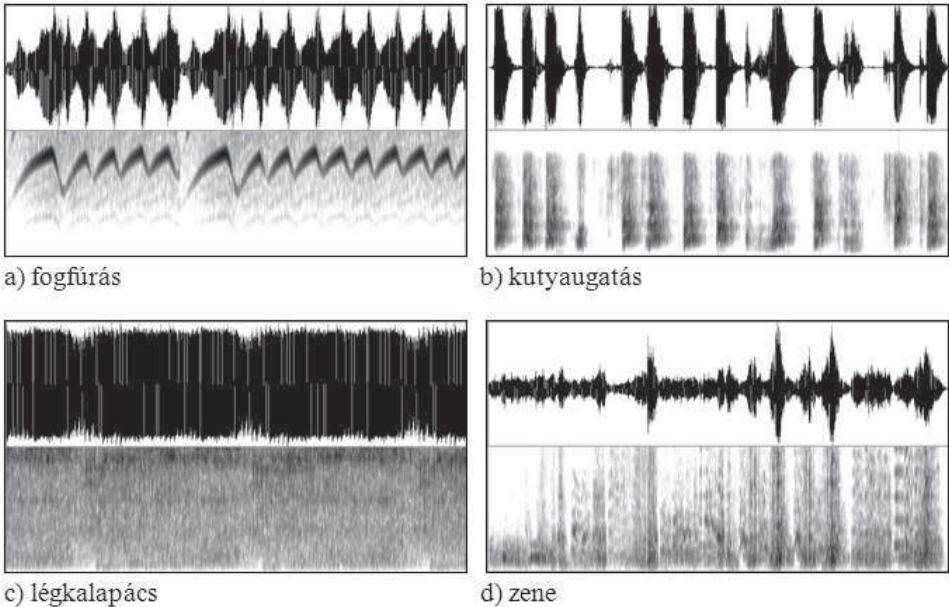 a) fogfúrás
b) kutyaugatás
c) légkalapács
d) zene